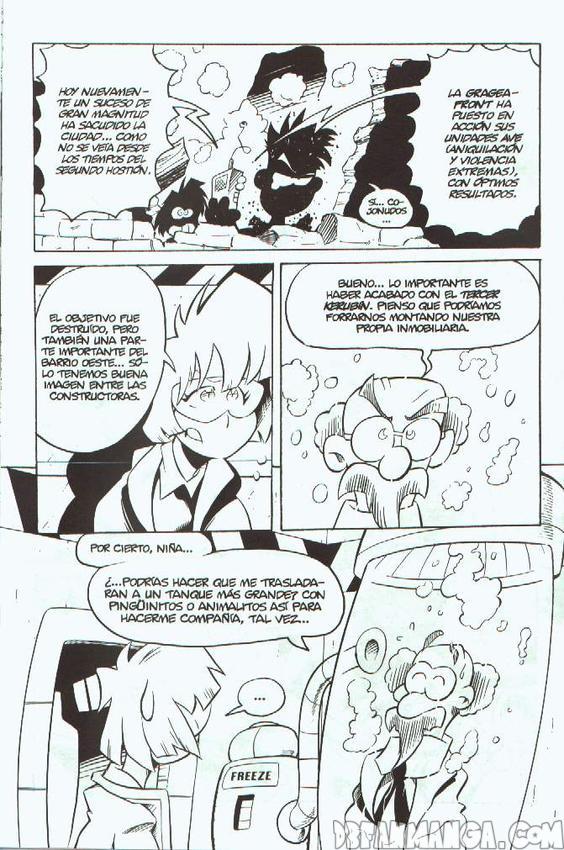 HOY NUEVAMEN-
TE UN SUCESO DE
GRAN MAGNITUD
HA SACUDIDO LA
CIUDAD... COMO
NO SE VEÍA DESDE
LOS TIEMPOS DEL
SEGUNDO HOSTIÓN.
LA GRAGEA-
FRONT HA
PUESTO EN
ACCIÓN SUS
UNIDADES AVE
(ANIQUILACIÓN
Y VIOLENCIA
EXTREMAS),
CON ÓPTIMOS
RESULTADOS.
SÍ... CO-
JONUDOS
...
EL OBJETIVO FUE
DESTRUÍDO, PERO
TAMBIÉN UNA PAR-
TE IMPORTANTE DEL
BARRIO OESTE... SÓ-
LO TENEMOS BUENA
IMAGEN ENTRE LAS
CONSTRUCTORAS.
BUENO... LO IMPORTANTE ES
HABER ACABADO CON EL TERCER
KERUBÍN. PIENSO QUE PODRÍAMOS
FORRARNOS MONTANDO NUESTRA
PROPIA INMOBILIARIA.
POR CIERTO, NIÑA...
¿...PODRÍAS HACER QUE ME TRASLADA-
RAN A UN TANQUE MÁS GRANDE? CON
PINGÜINITOS O ANIMALITOS ASÍ PARA
HACERME COMPAÑÍA, TAL VEZ...
...
FREEZE
D3FANMANGA.COM